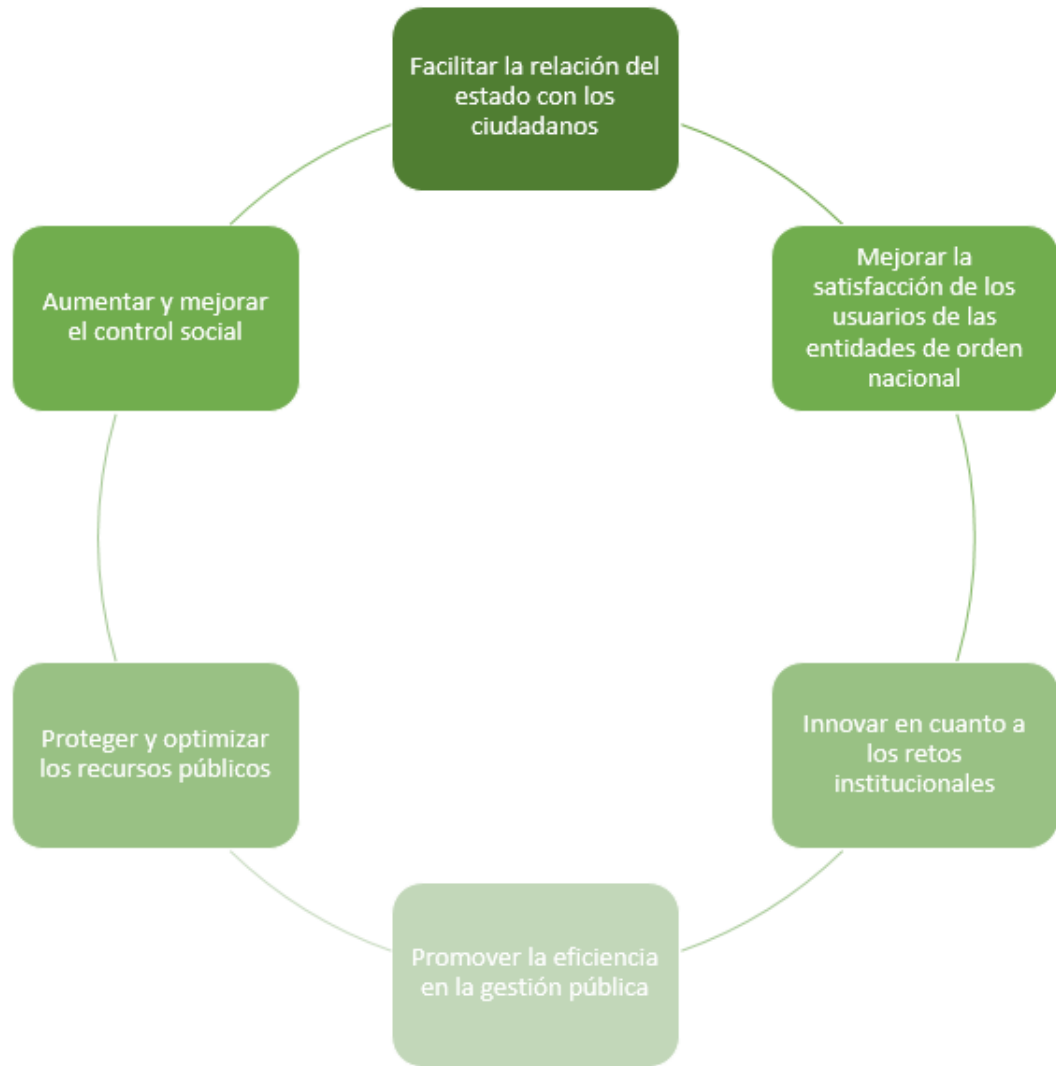 Facilitar la relación del
estado con los
ciudadanos
Mejorar la
satisfacción de los
usuarios de las
entidades de orden
nacional
Innovar en cuanto a
los retos
institucionales
Promover la eficiencia
en la gestión pública
Proteger y optimizar
los recursos públicos
Aumentar y mejorar
el control social